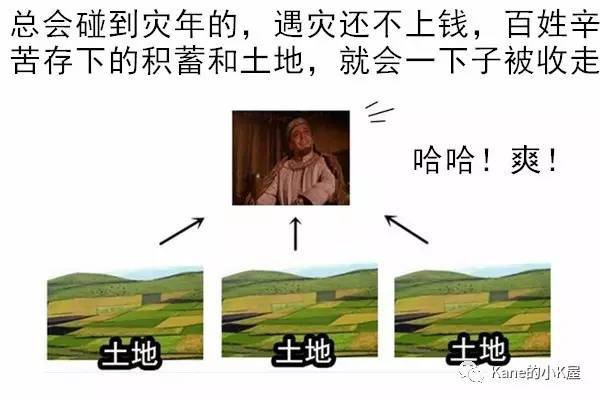 总会碰到灾年的，遇灾还不上钱，百姓辛
苦存下的积蓄和土地，就会一下子被收走
哈哈！爽！
土地
土地
土地
Kane的小K屋